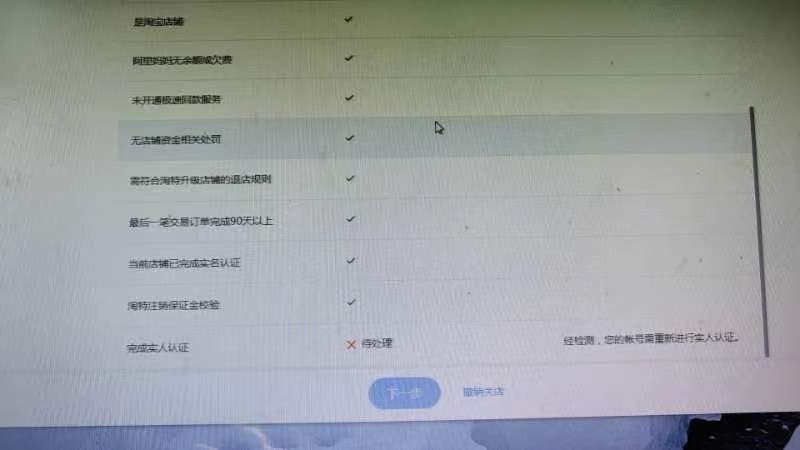 是淘宝店铺
阿里妈妈无余额或欠费
未开通极速回款服务
无店铺资金相关处罚
需符合淘特升级店铺的退店规则
最后一笔交易订单完成90天以上
当前店铺已完成实名认证
淘特注销保证金校验
完成实人认证 待处理 经检测，您的帐号需重新进行实人认证。
下一步 撤销关店